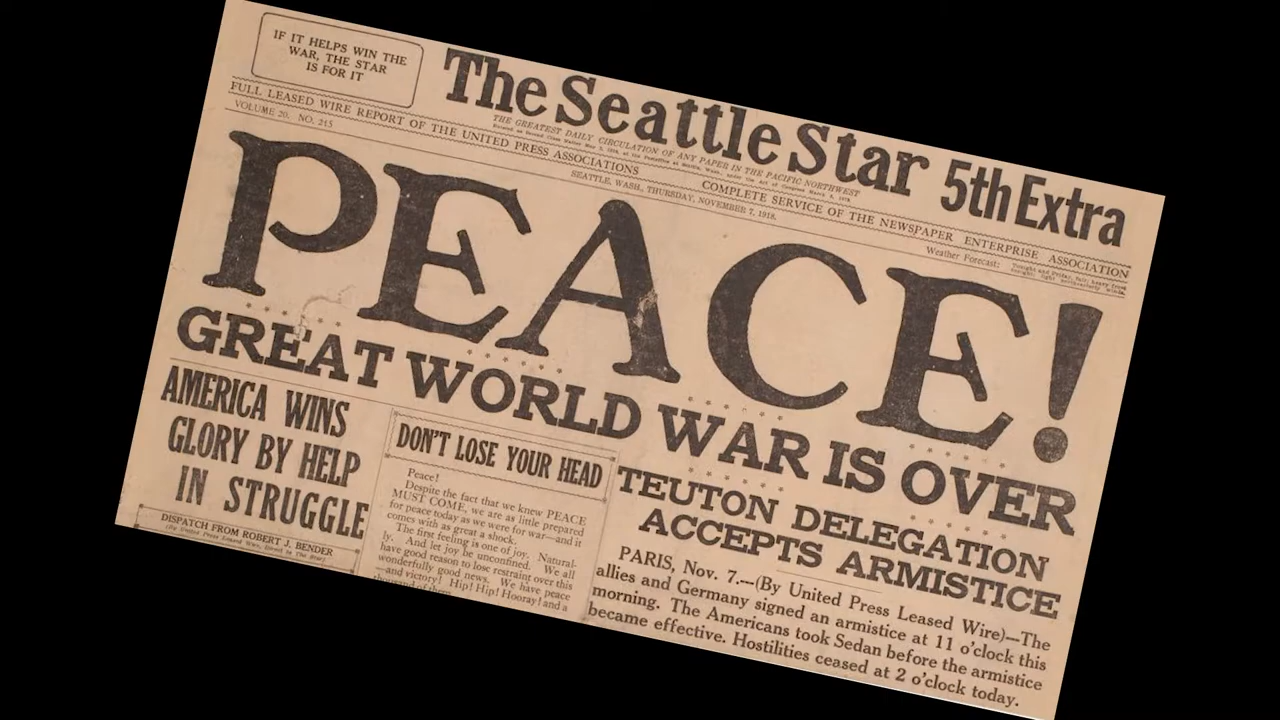 IF IT HELPS WIN THE
WAR, THE STAR
IS FOR IT
The Seattle Star 5th Extra
THE GREATEST DAILY CIRCULATION OF ANY PAPER IN THE PACIFIC NORTHWEST
FULL LEASED WIRE REPORT OF THE UNITED PRESS ASSOCIATIONS COMPLETE SERVICE OF THE NEWSPAPER ENTERPRISE ASSOCIATION
VOLUME 20. NO. 215 SEATTLE, WASH., THURSDAY, NOVEMBER 7, 1918. Weather Forecast:
PEACE!
GREAT WORLD WAR IS OVER
AMERICA WINS
GLORY BY HELP
IN STRUGGLE
DISPATCH FROM ROBERT J. BENDER
DON'T LOSE YOUR HEAD
Peace!
Despite the fact that we knew PEACE
MUST COME, we are as little prepared
for peace today as we were for war—and it
comes with as great a shock.
The first feeling is one of joy. Natural-
ly. And let joy be unconfined. We all
have good reason to lose restraint over this
wonderfully good news. We have peace
—and victory! Hip! Hip! Hooray! and a
TEUTON DELEGATION
ACCEPTS ARMISTICE
PARIS, Nov. 7.—(By United Press Leased Wire)—The
allies and Germany signed an armistice at 11 o'clock this
morning. The Americans took Sedan before the armistice
became effective. Hostilities ceased at 2 o'clock today.